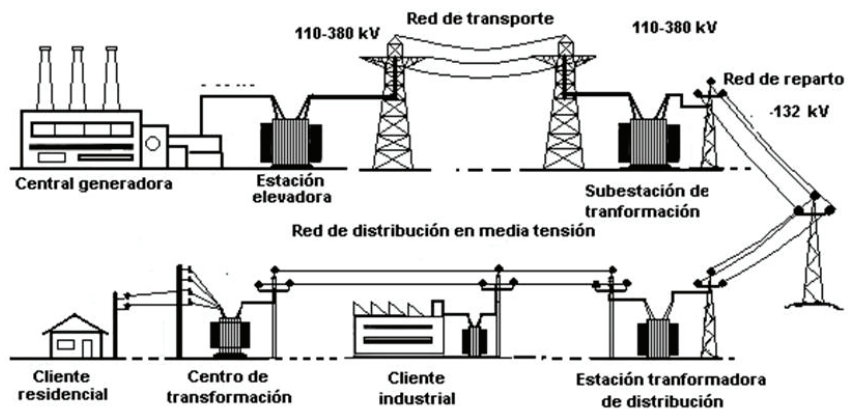 Red de transporte
110-380 kV
110-380 kV
Red de reparto
-132 kV
Central generadora
Estación
elevadora
Subestación de
tranformación
Red de distribución en media tensión
Cliente
residencial
Centro de
transformación
Cliente
industrial
Estación tranformadora
de distribución